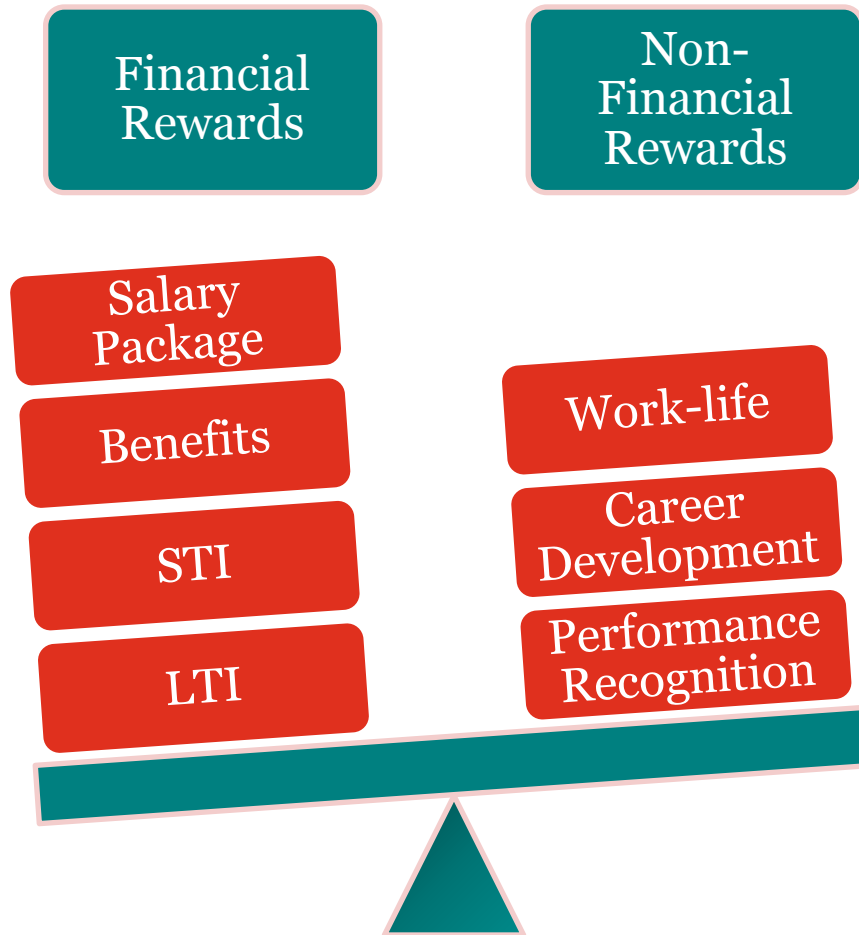 Financial
Rewards
Non-
Financial
Rewards
Salary
Package
Benefits
STI
LTI
Work-life
Career
Development
Performance
Recognition